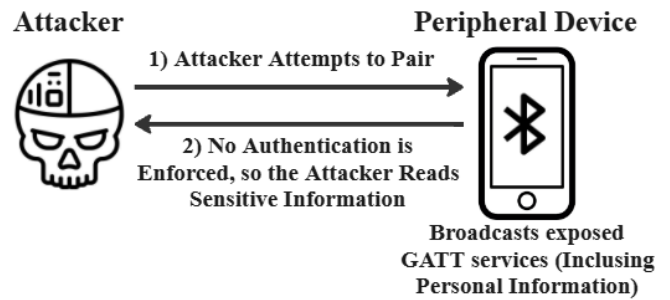 Attacker
Peripheral Device
1) Attacker Attempts to Pair
2) No Authentication is
Enforced, so the Attacker Reads
Sensitive Information
Broadcasts exposed
GATT services (Inclusing
Personal Information)